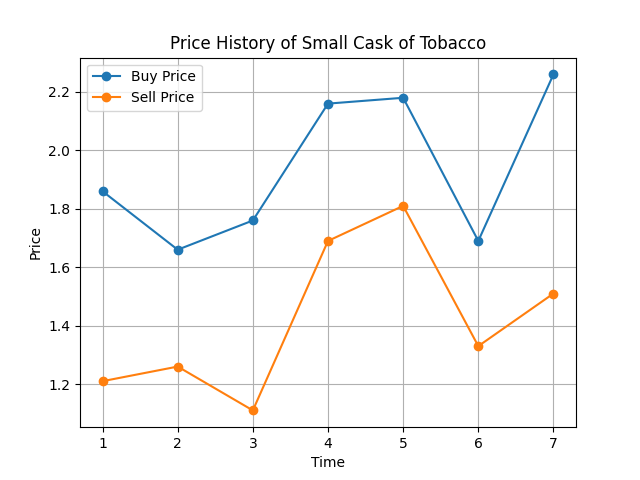 Price History of Small Cask of Tobacco
Buy Price
Sell Price
2.2
2.0
1.8
1.6
1.4
1.2
Price
1 2 3 4 5 6 7
Time